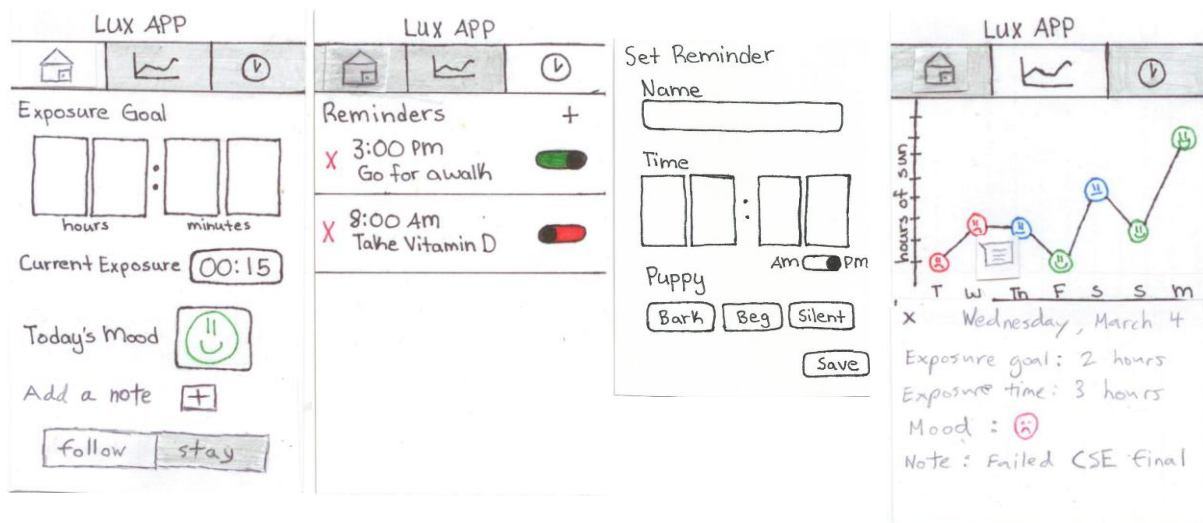 LUX APP
Exposure Goal
:
hours minutes
Current Exposure 00:15
Today's Mood
Add a note +
follow stay
LUX APP
Reminders +
X 3:00 Pm
Go for a walk
X 8:00 Am
Take Vitamin D
Set Reminder
Name
Time
:
Am Pm
Puppy
Bark Beg Silent
Save
LUX APP
hours of sun
T W Th F S S M
X Wednesday, March 4
Exposure goal: 2 hours
Exposure time: 3 hours
Mood :
Note : Failed CSE final